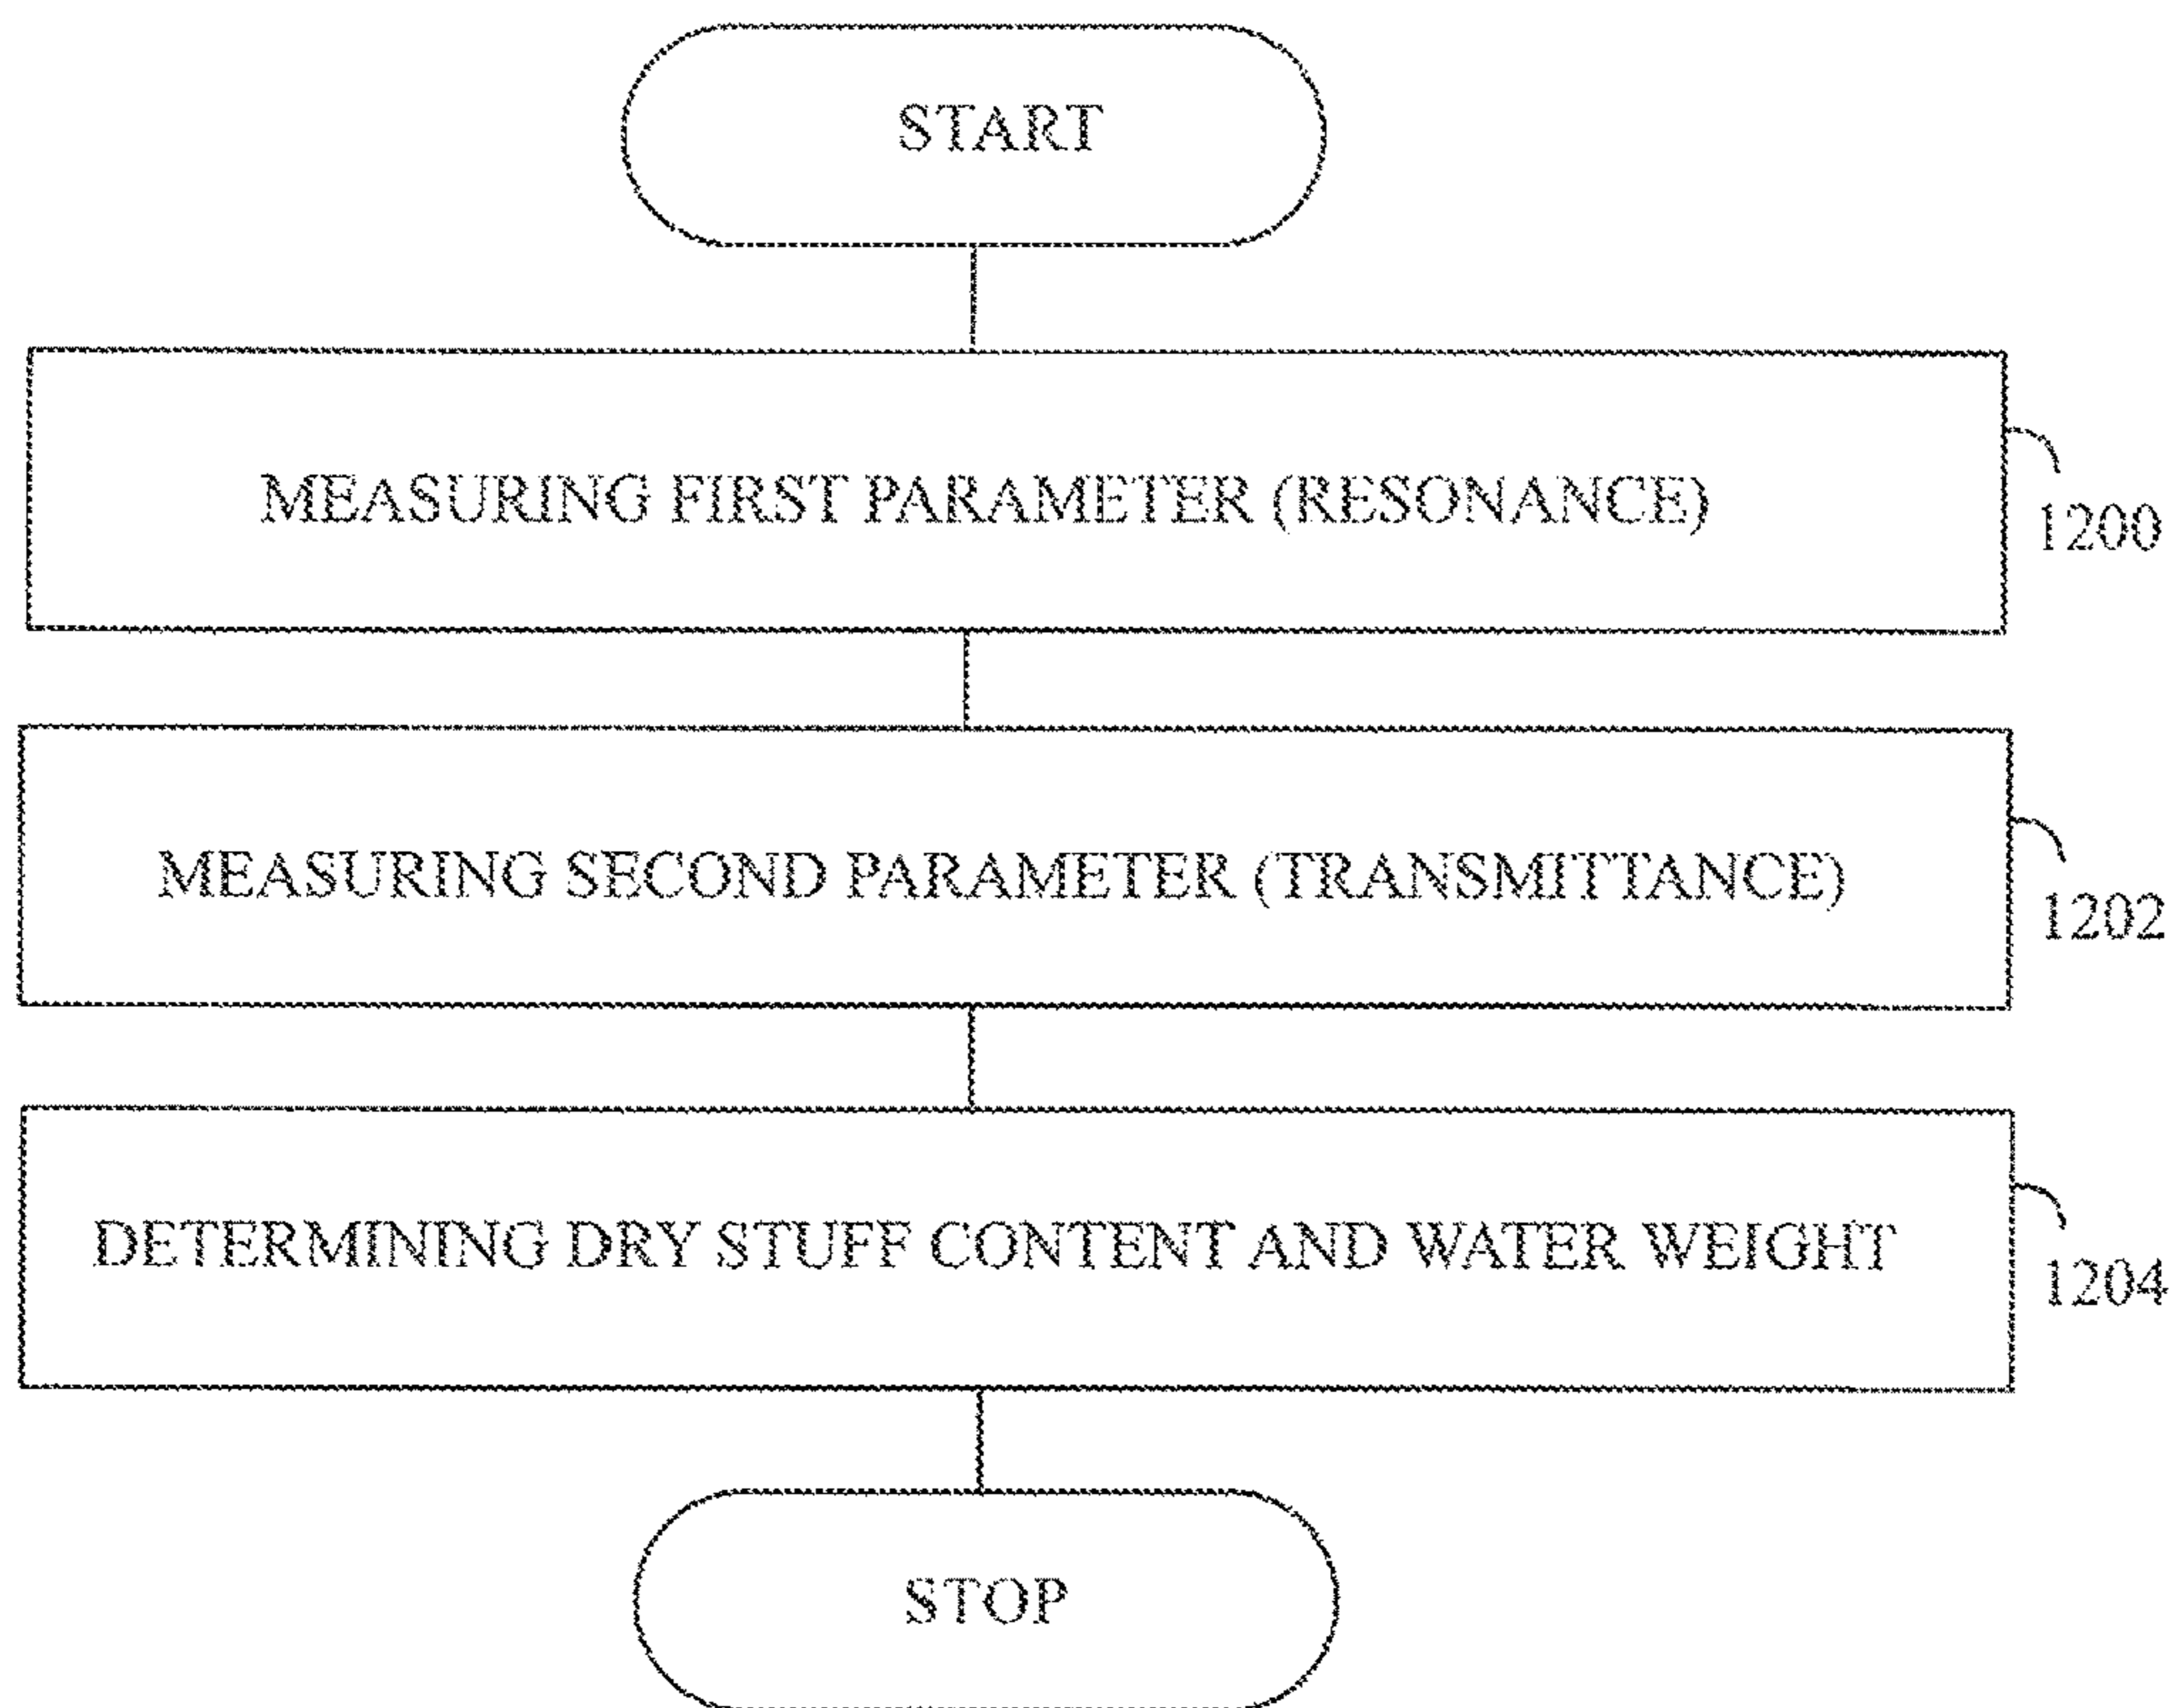 START
MEASURING FIRST PARAMETER (RESONANCE)
1200
MEASURING SECOND PARAMETER (TRANSMITTANCE)
1202
DETERMINING DRY STUFF CONTENT AND WATER WEIGHT
1204
STOP